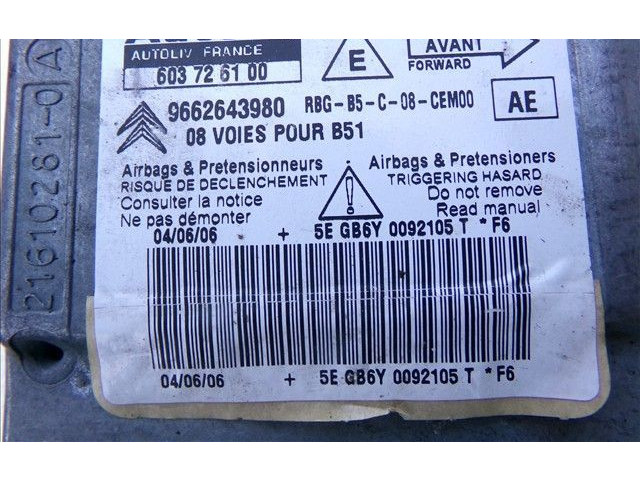 AUTOLIV FRANCE
603 72 61 00
E
AVANT
FORWARD
9662643980 RBG-B5-C-08-CEM00
AE
08 VOIES POUR B51
Airbags & Pretensionneurs
RISQUE DE DECLENCHEMENT
Consulter la notice
Ne pas démonter
Airbags & Pretensioners
TRIGGERING HASARD
Do not remove
Read manual
04/06/06 + 5E GB6Y 0092105 T *F6
04/06/06 + 5E GB6Y 0092105 T *F6
21610261-0 A